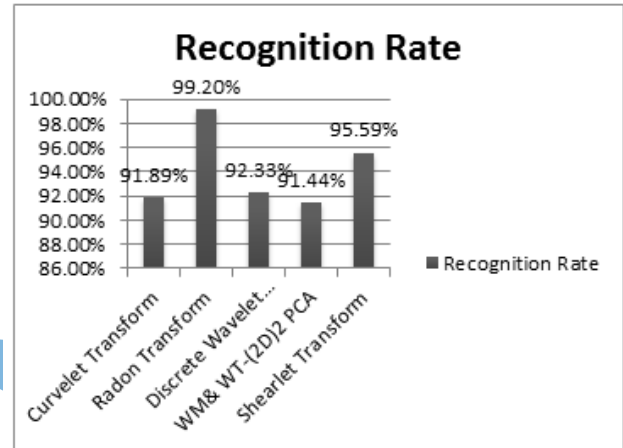 Recognition Rate
100.00%
98.00%
96.00%
94.00%
92.00%
90.00%
88.00%
86.00%
91.89%
99.20%
92.33%
91.44%
95.59%
Curvelet Transform
Radon Transform
Discrete Wavelet...
WM& WT-(2D)2 PCA
Shearlet Transform
Recognition Rate